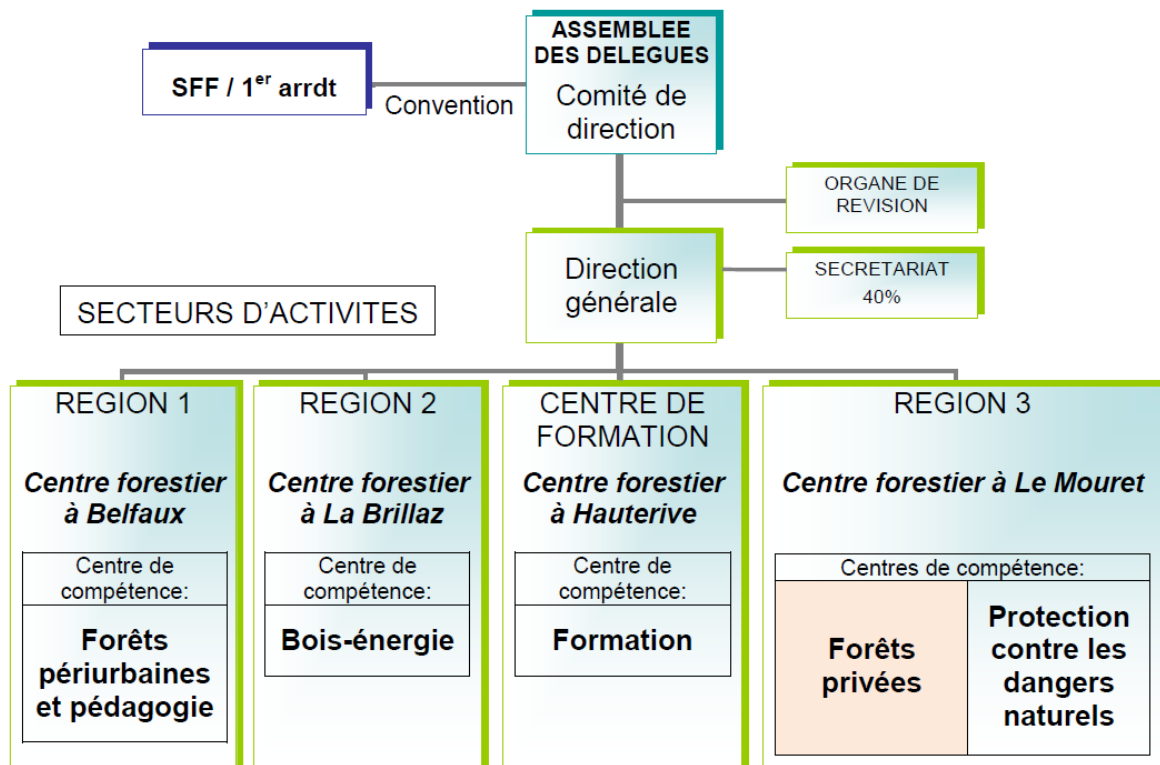 SFF / 1er arrdt
Convention
ASSEMBLEE
DES DELEGUES
Comité de
direction
ORGANE DE
REVISION
Direction
générale
SECRETARIAT
40%
SECTEURS D'ACTIVITES
REGION 1
Centre forestier
à Belfaux
Centre de
compétence:
Forêts
périurbaines
et pédagogie
REGION 2
Centre forestier
à La Brillaz
Centre de
compétence:
Bois-énergie
CENTRE DE
FORMATION
Centre forestier
à Hauterive
Centre de
compétence:
Formation
REGION 3
Centre forestier à Le Mouret
Centres de compétence:
Forêts
privées
Protection
contre les
dangers
naturels